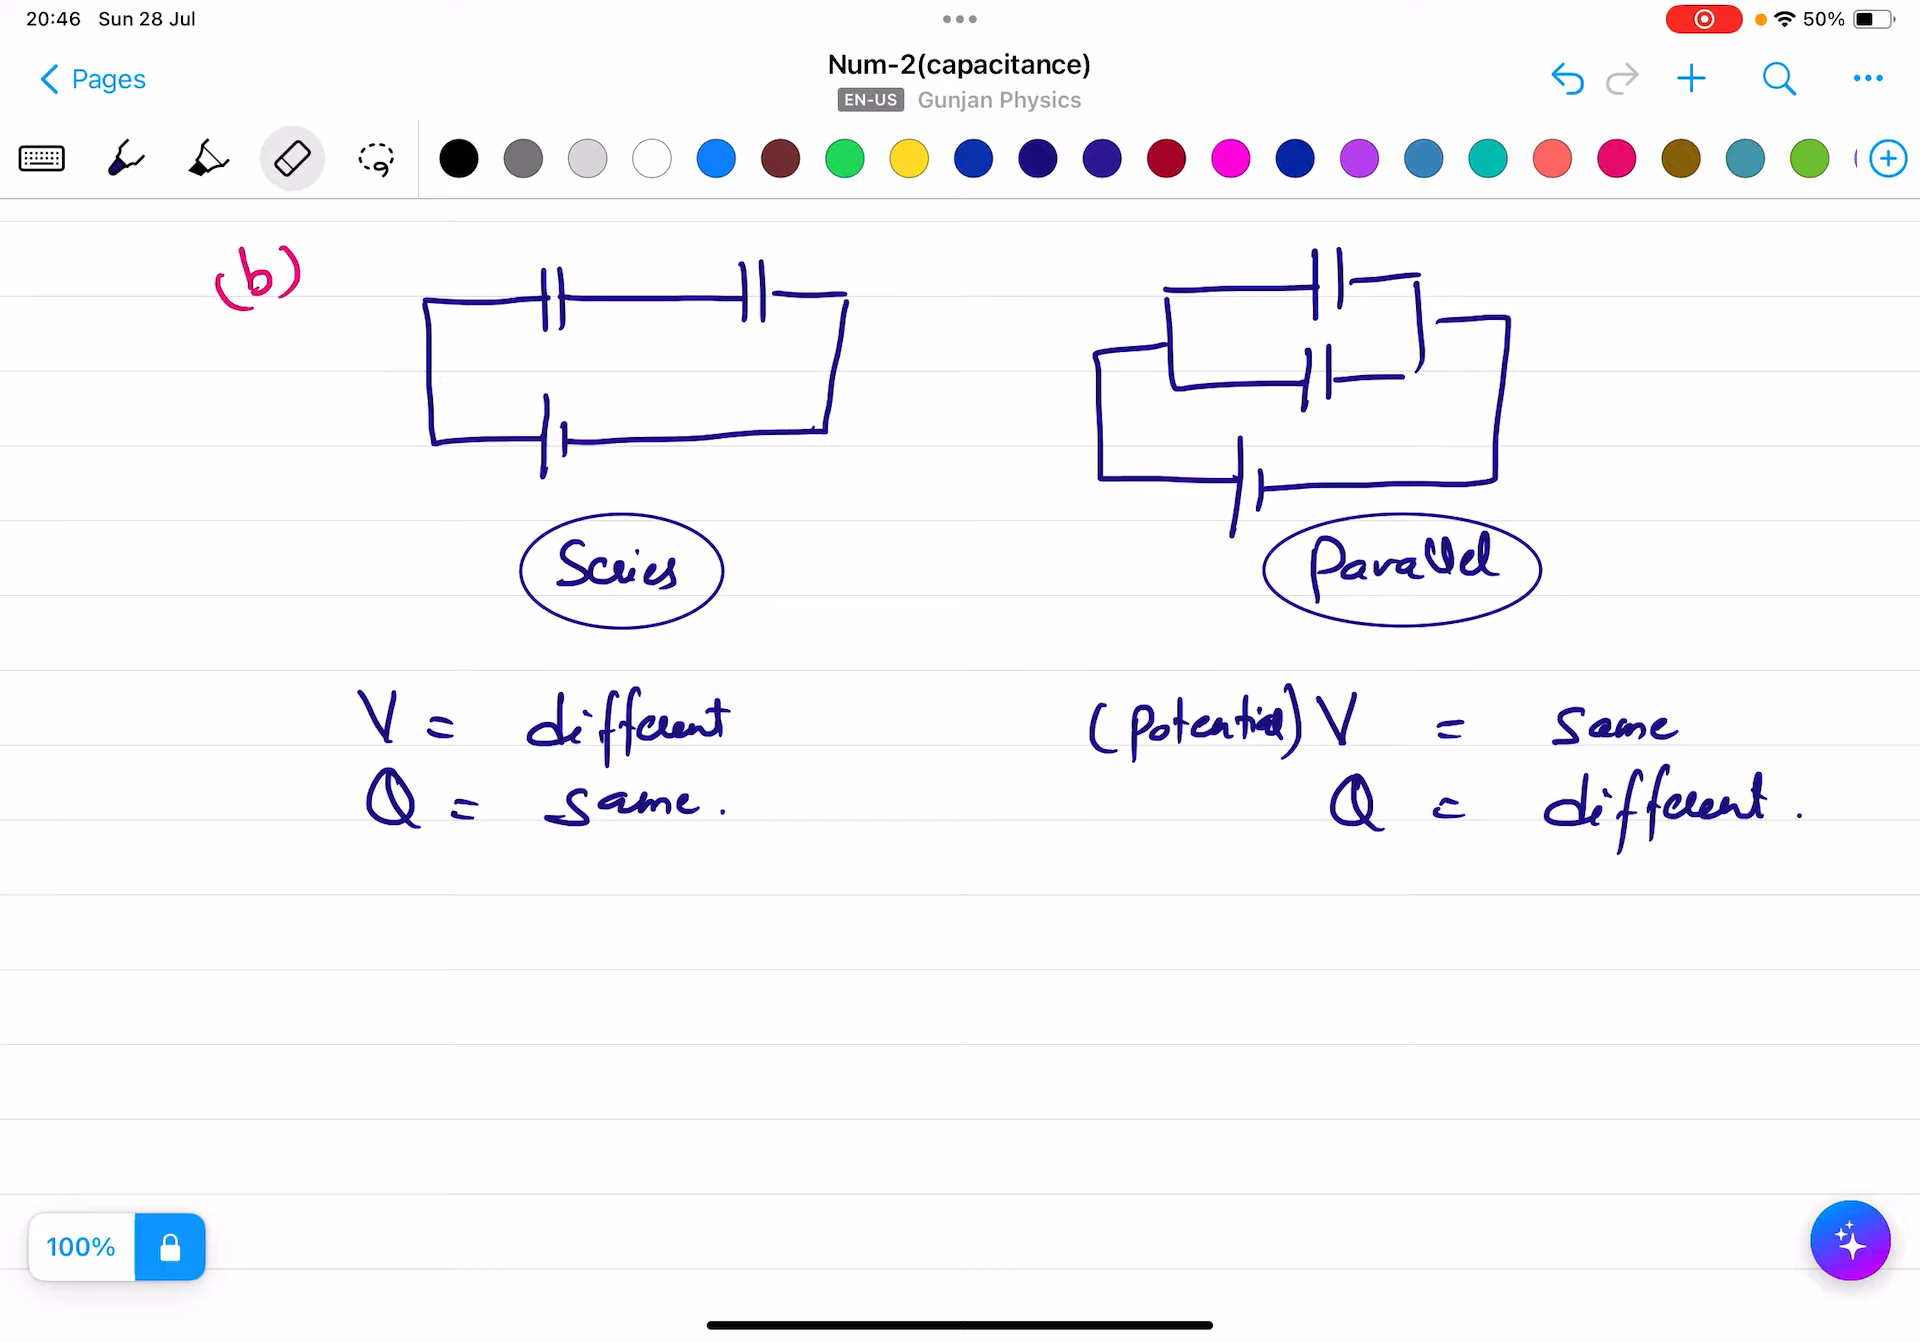 20:46 Sun 28 Jul
50%
Num-2(capacitance)
Pages
EN-US Gunjan Physics
(b)
Series
Parallel
V = different
(potential) V = same
Q = same.
Q = different.
100%